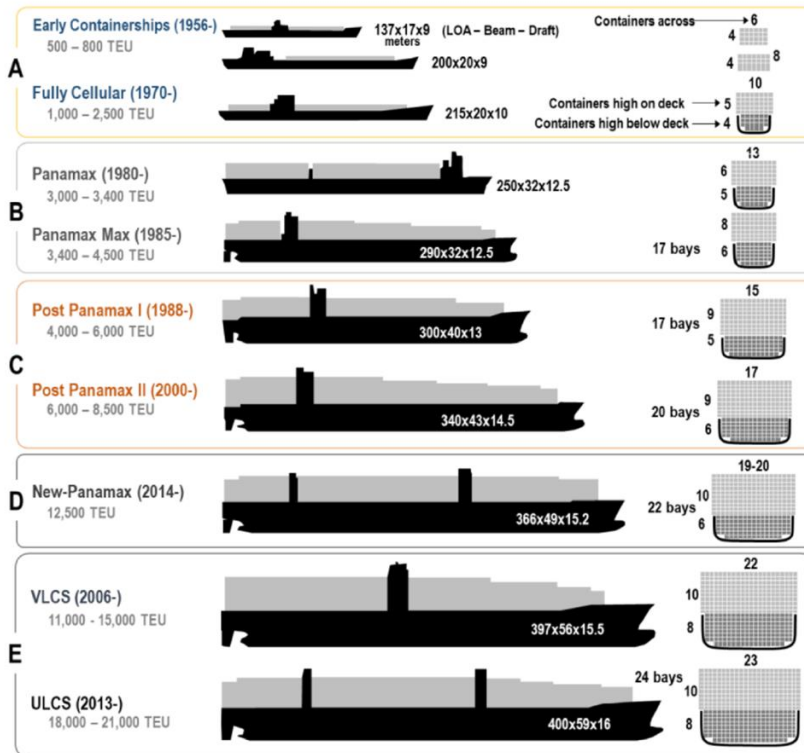 A
Early Containerships (1956-)
500 – 800 TEU
137x17x9
meters
(LOA – Beam – Draft)
Containers across
6
4
200x20x9
4
8
Fully Cellular (1970-)
1,000 – 2,500 TEU
215x20x10
10
Containers high on deck
5
Containers high below deck
4
B
Panamax (1980-)
3,000 – 3,400 TEU
250x32x12.5
13
6
5
Panamax Max (1985-)
3,400 – 4,500 TEU
290x32x12.5
17 bays
8
6
C
Post Panamax I (1988-)
4,000 – 6,000 TEU
300x40x13
17 bays
15
9
5
Post Panamax II (2000-)
6,000 – 8,500 TEU
340x43x14.5
20 bays
17
9
6
D
New-Panamax (2014-)
12,500 TEU
366x49x15.2
22 bays
19-20
10
6
E
VLCS (2006-)
11,000 - 15,000 TEU
397x56x15.5
22
10
8
ULCS (2013-)
18,000 – 21,000 TEU
400x59x16
24 bays
23
10
8